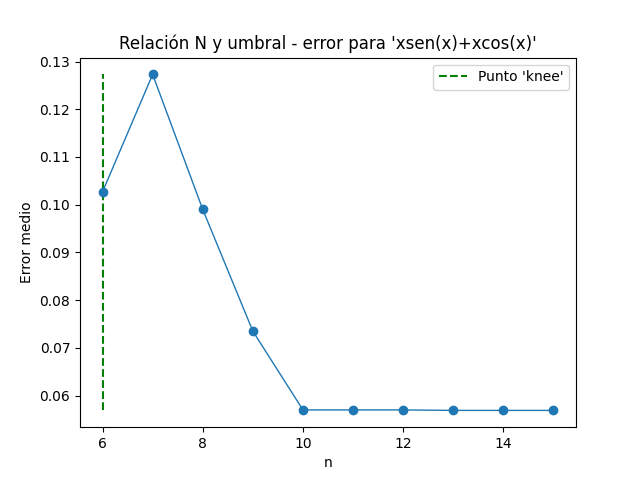 Relación N y umbral - error para 'xsen(x)+xcos(x)'
Punto 'knee'
Error medio
0.13
0.12
0.11
0.10
0.09
0.08
0.07
0.06
6 8 10 12 14
n